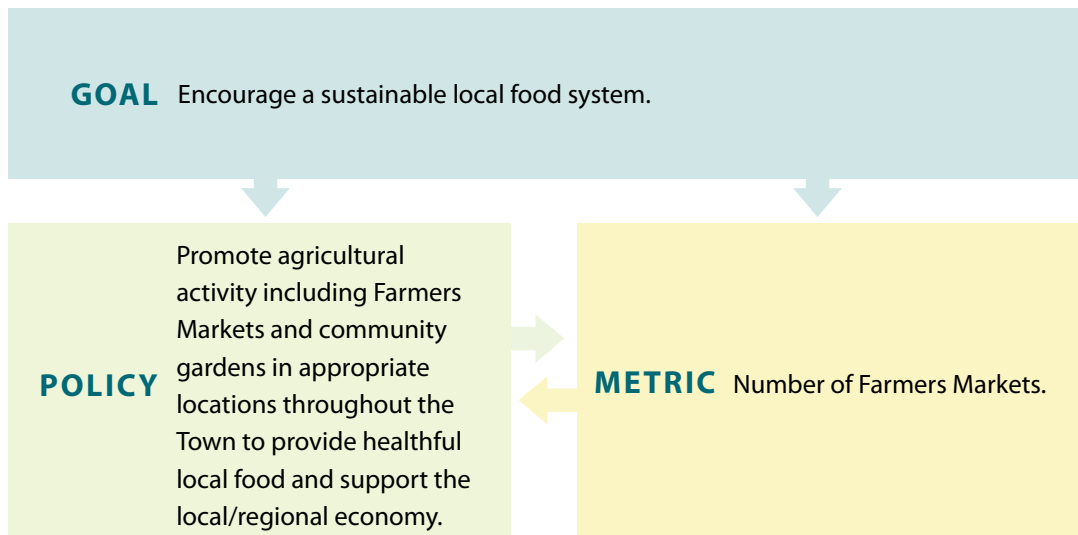 GOAL Encourage a sustainable local food system.
POLICY
Promote agricultural
activity including Farmers
Markets and community
gardens in appropriate
locations throughout the
Town to provide healthful
local food and support the
local/regional economy.
METRIC Number of Farmers Markets.